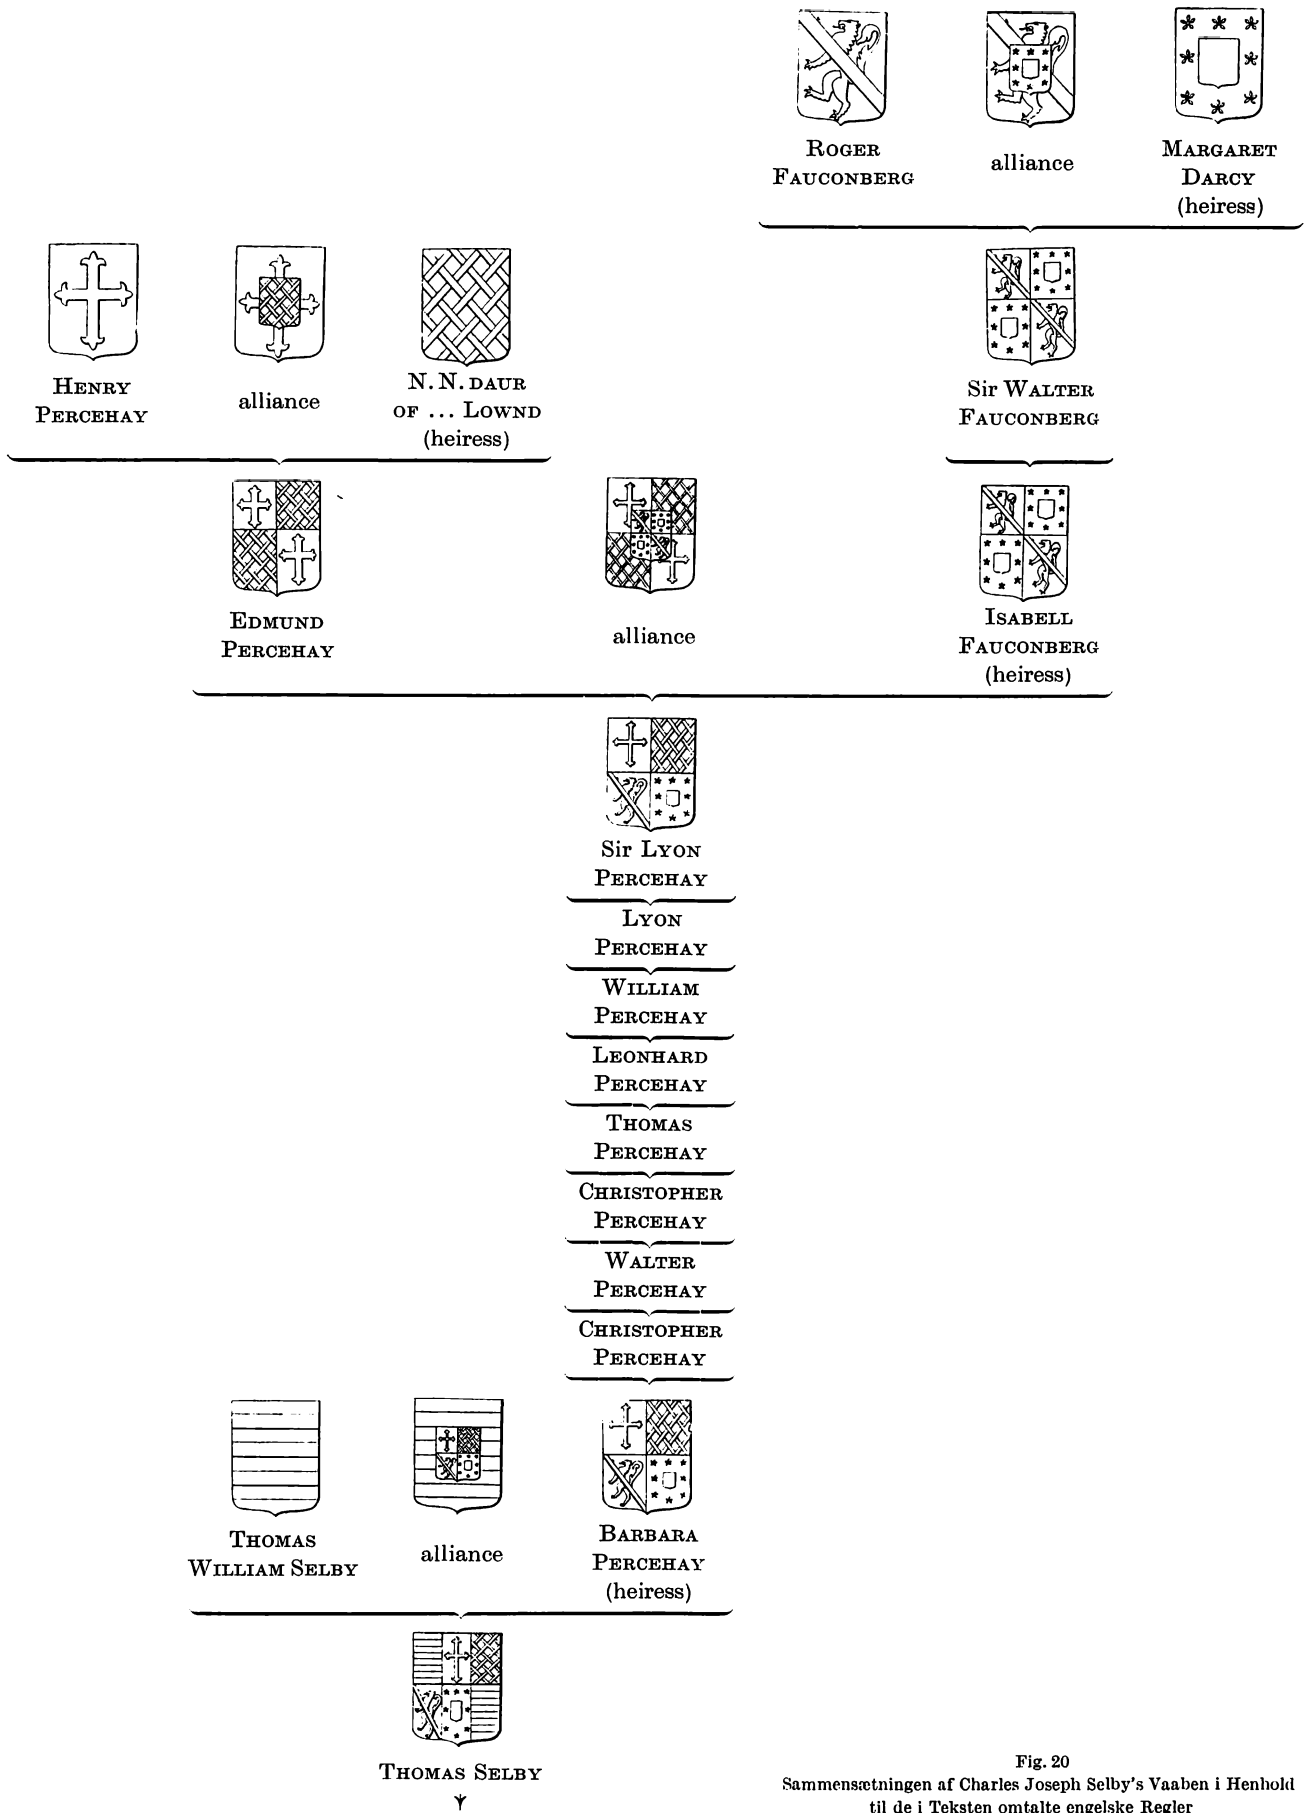 ROGER
FAUCONBERG
alliance
MARGARET
DARCY
(heiress)
HENRY
PERCEHAY
alliance
N. N. DAUR
OF ... LOWND
(heiress)
Sir WALTER
FAUCONBERG
EDMUND
PERCEHAY
alliance
ISABELL
FAUCONBERG
(heiress)
Sir LYON
PERCEHAY
LYON
PERCEHAY
WILLIAM
PERCEHAY
LEONHARD
PERCEHAY
THOMAS
PERCEHAY
CHRISTOPHER
PERCEHAY
WALTER
PERCEHAY
CHRISTOPHER
PERCEHAY
THOMAS
WILLIAM SELBY
alliance
BARBARA
PERCEHAY
(heiress)
THOMAS SELBY
Fig. 20
Sammensætningen af Charles Joseph Selby's Vaaben i Henhold
til de i Teksten omtalte engelske Regler